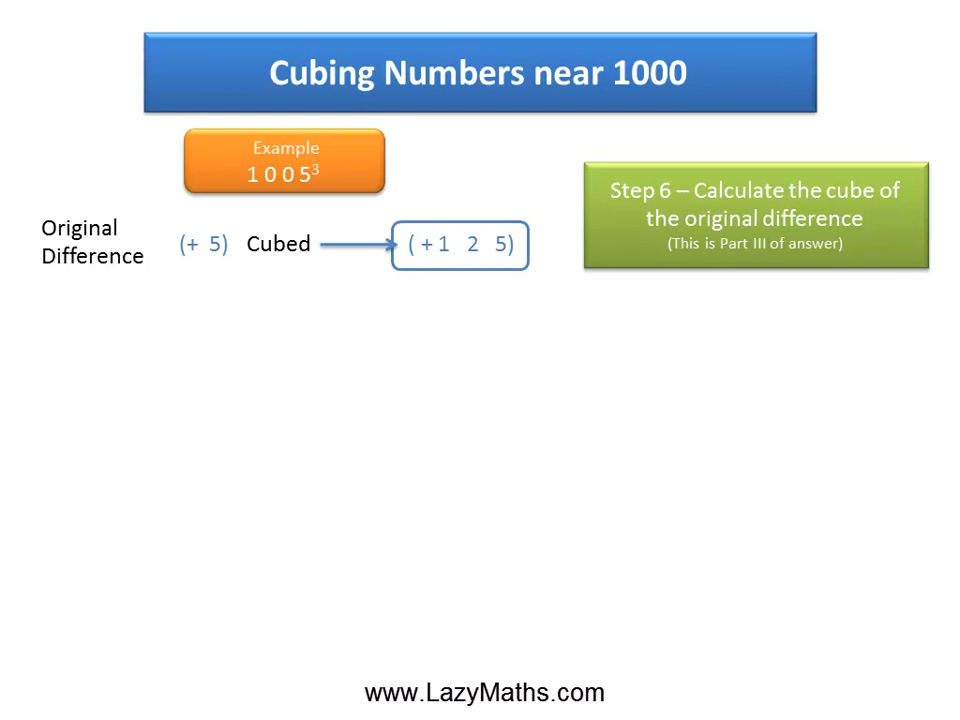 Cubing Numbers near 1000
Example
1 0 0 5³
Step 6 – Calculate the cube of
the original difference
(This is Part III of answer)
Original
Difference
(+ 5) Cubed
( + 1 2 5)
www.LazyMaths.com